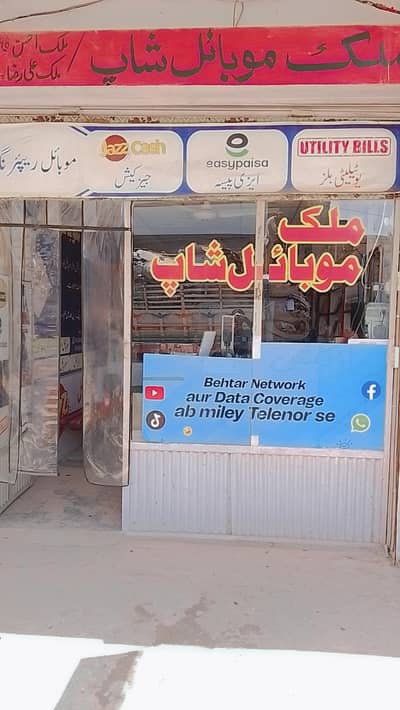 ملک موبائل شاپ / ملک احسن
ملک علی رضا
موبائل ریپئرنگ
Jazz Cash
جیز کیش
easypaisa
ایزی پیسہ
UTILITY BILLS
یوٹیلیٹی بلز
ملک
موبائل شاپ
Behtar Network
aur Data Coverage
ab miley Telenor se